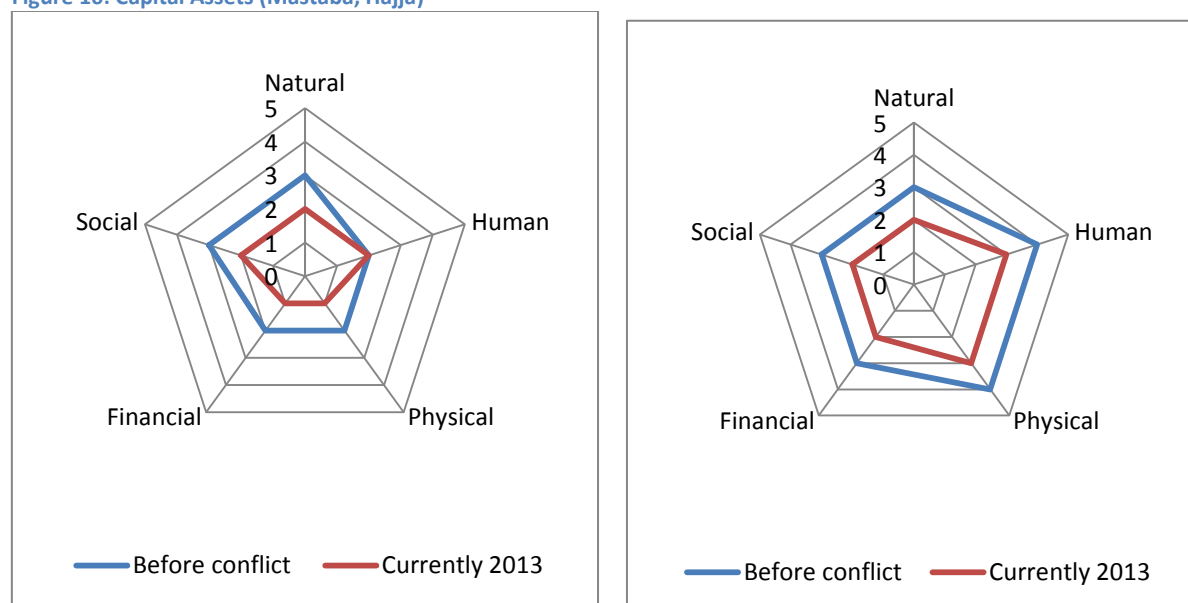 Figure 10: Capital Assets (Mastaba, Hajja)
Natural
5
4
3
2
1
0
Social
Human
Financial
Physical
Before conflict
Currently 2013
Natural
5
4
3
2
1
0
Social
Human
Financial
Physical
Before conflict
Currently 2013